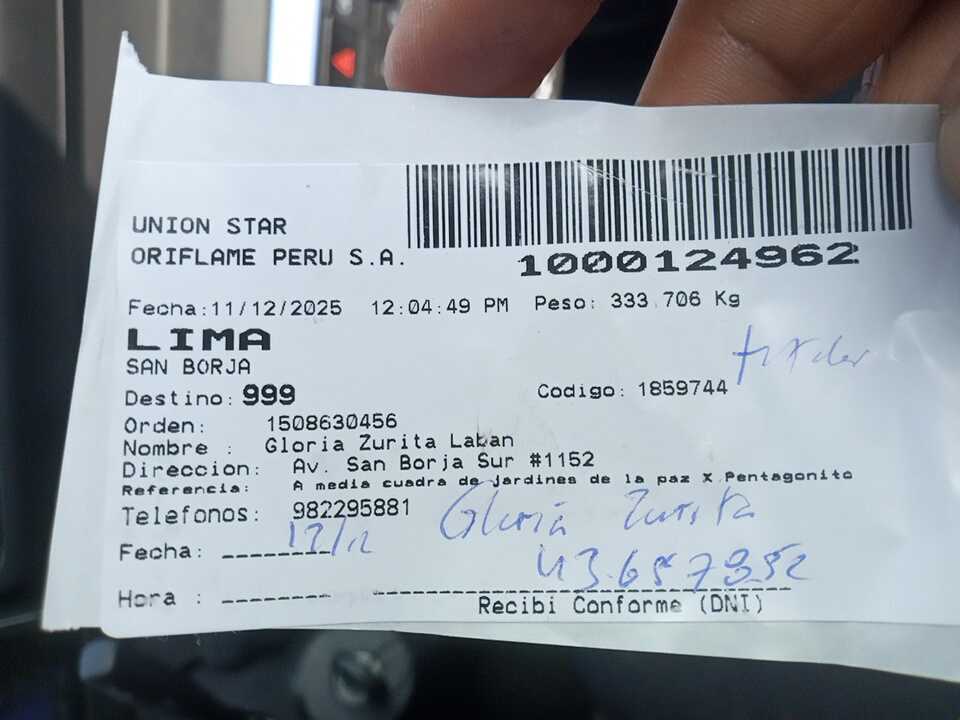 UNION STAR
ORIFLAME PERU S.A.
1000124962
Fecha:11/12/2025 12:04:49 PM Peso: 333.706 Kg
LIMA
SAN BORJA
Destino: 999 Codigo: 1859744
Orden: 1508630456
Nombre : Gloria Zurita Laban
Direccion: Av. San Borja Sur #1152
Referencia: A media cuadra de jardines de la paz X Pentagonito
Telefonos: 982295881
Gloria Zurita
Fecha: 12/12
Hora :
Recibi Conforme (DNI)